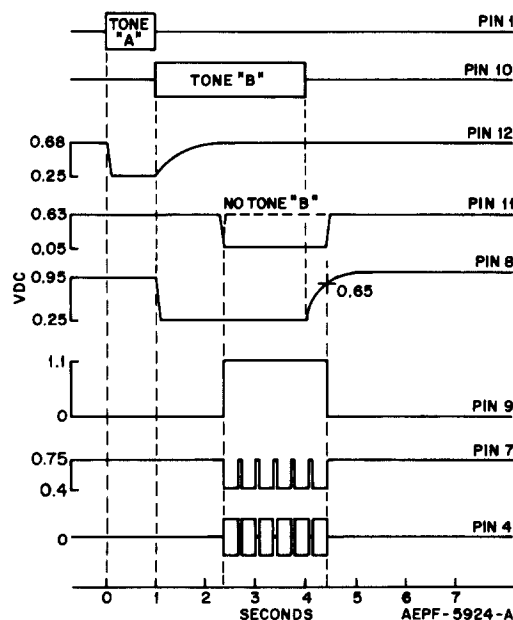 TONE
"A"
PIN 1
TONE "B"
PIN 10
0.68
0.25
PIN 12
NO TONE "B"
0.63
0.05
PIN 11
VDC
0.95
0.25
0.65
PIN 8
1.1
0
PIN 9
0.75
0.4
PIN 7
0
PIN 4
0 1 2 3 4 5 6 7
SECONDS
AEPF-5924-A